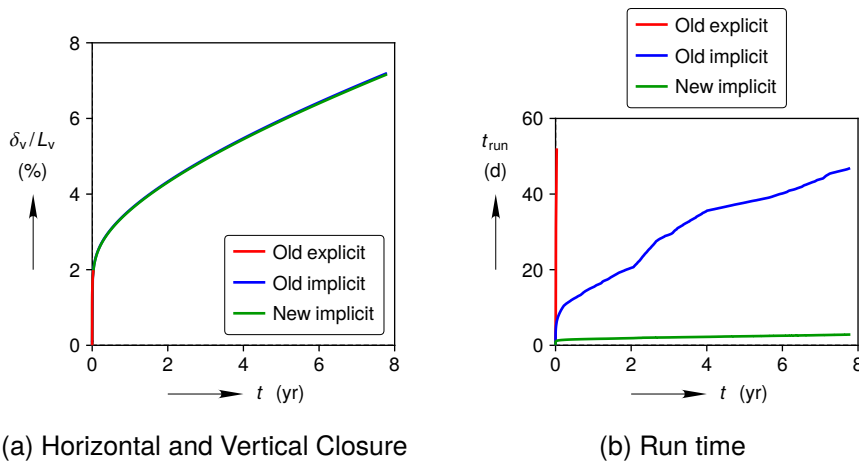 Old explicit
Old implicit
New implicit
8
6
4
2
0
δv/Lv
(%)
Old explicit
Old implicit
New implicit
0 2 4 6 8
t (yr)
60
40
20
0
trun
(d)
0 2 4 6 8
t (yr)
(a) Horizontal and Vertical Closure
(b) Run time